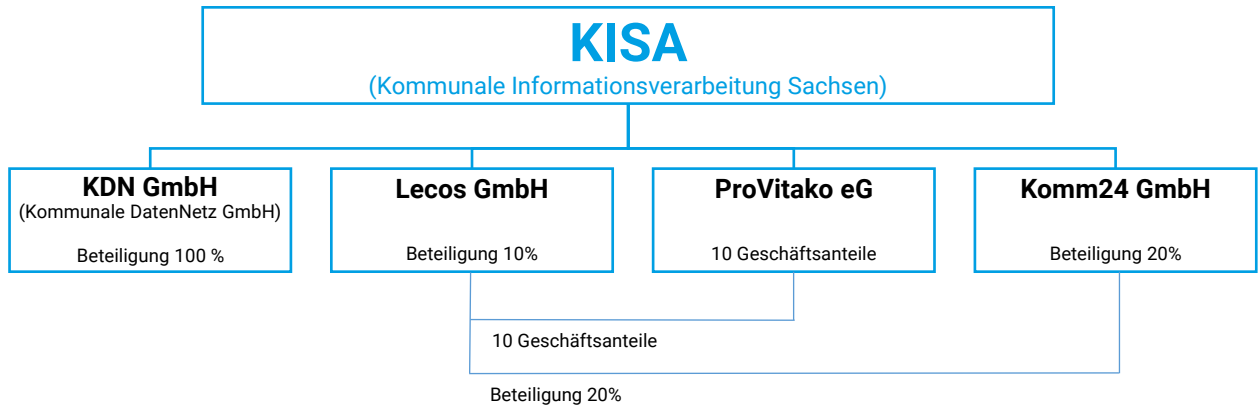 KISA
(Kommunale Informationsverarbeitung Sachsen)
KDN GmbH
(Kommunale DatenNetz GmbH)
Beteiligung 100 %
Lecos GmbH
Beteiligung 10%
ProVitako eG
10 Geschäftsanteile
Komm24 GmbH
Beteiligung 20%
10 Geschäftsanteile
Beteiligung 20%